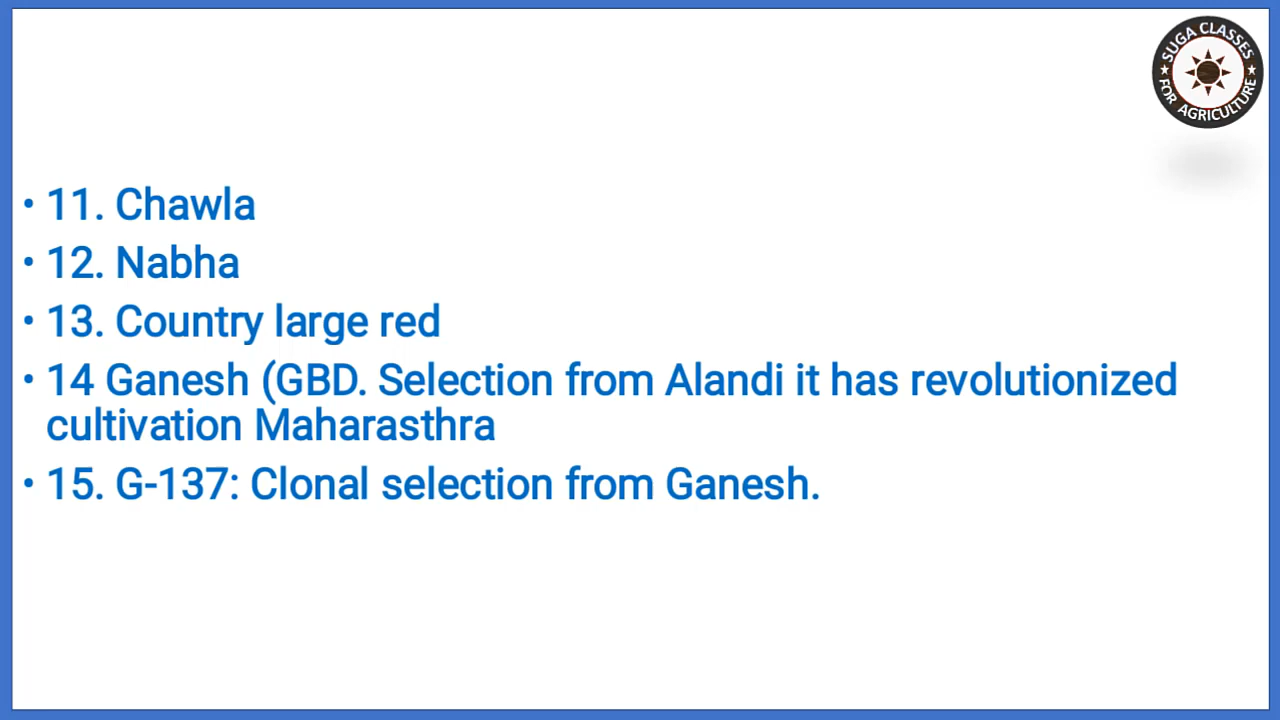 SUGA CLASSES
★ ★
FOR AGRICULTURE
• 11. Chawla
• 12. Nabha
• 13. Country large red
• 14 Ganesh (GBD. Selection from Alandi it has revolutionized
cultivation Maharasthra
• 15. G-137: Clonal selection from Ganesh.